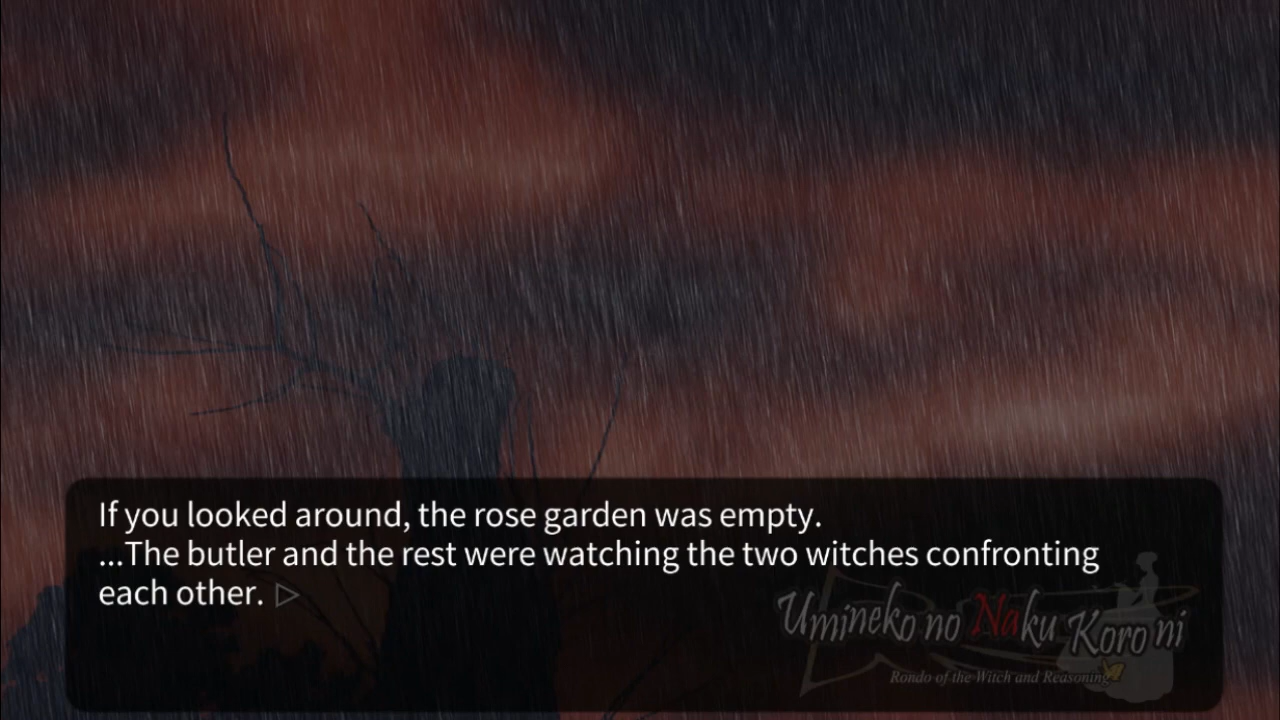 If you looked around, the rose garden was empty.
...The butler and the rest were watching the two witches confronting
each other. ▷
Umineko no Naku Koro ni
Rondo of the Witch and Reasoning